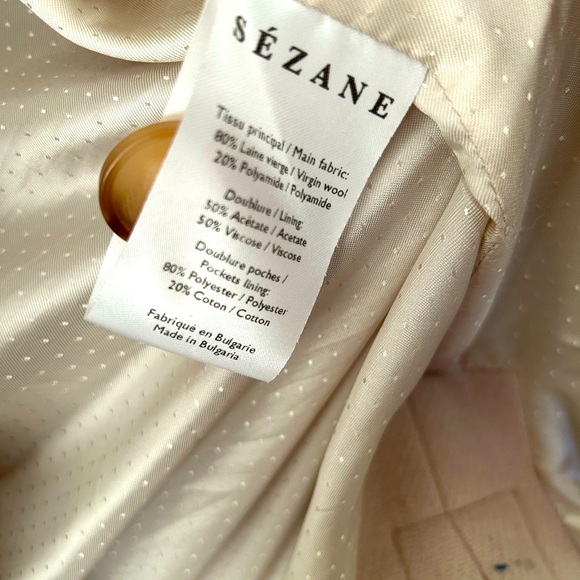 SÉZANE
Tissu principal / Main fabric:
80% Laine vierge / Virgin wool
20% Polyamide / Polyamide
Doublure / Lining:
50% Acétate / Acetate
50% Viscose / Viscose
Doublure poches /
Pockets lining:
80% Polyester / Polyester
20% Coton / Cotton
Fabriqué en Bulgarie
Made in Bulgaria